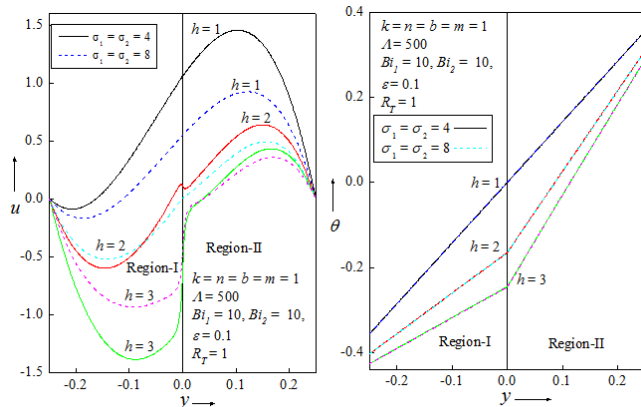 1.5
1.0
0.5
0.0
-0.5
-1.0
-1.5
u
σ₁ = σ₂ = 4
σ₁ = σ₂ = 8
h = 1
h = 1
h = 2
h = 2
Region-I
Region-II
h = 3
h = 3
k = n = b = m = 1
Λ = 500
Bi₁ = 10, Bi₂ = 10,
ε = 0.1
R_T = 1
-0.2 -0.1 0.0 0.1 0.2
y
0.4
0.2
0.0
-0.2
-0.4
θ
k = n = b = m = 1
Λ = 500
Bi₁ = 10, Bi₂ = 10,
ε = 0.1
R_T = 1
σ₁ = σ₂ = 4
σ₁ = σ₂ = 8
h = 1
h = 2
h = 3
Region-I
Region-II
-0.2 -0.1 0.0 0.1 0.2
y